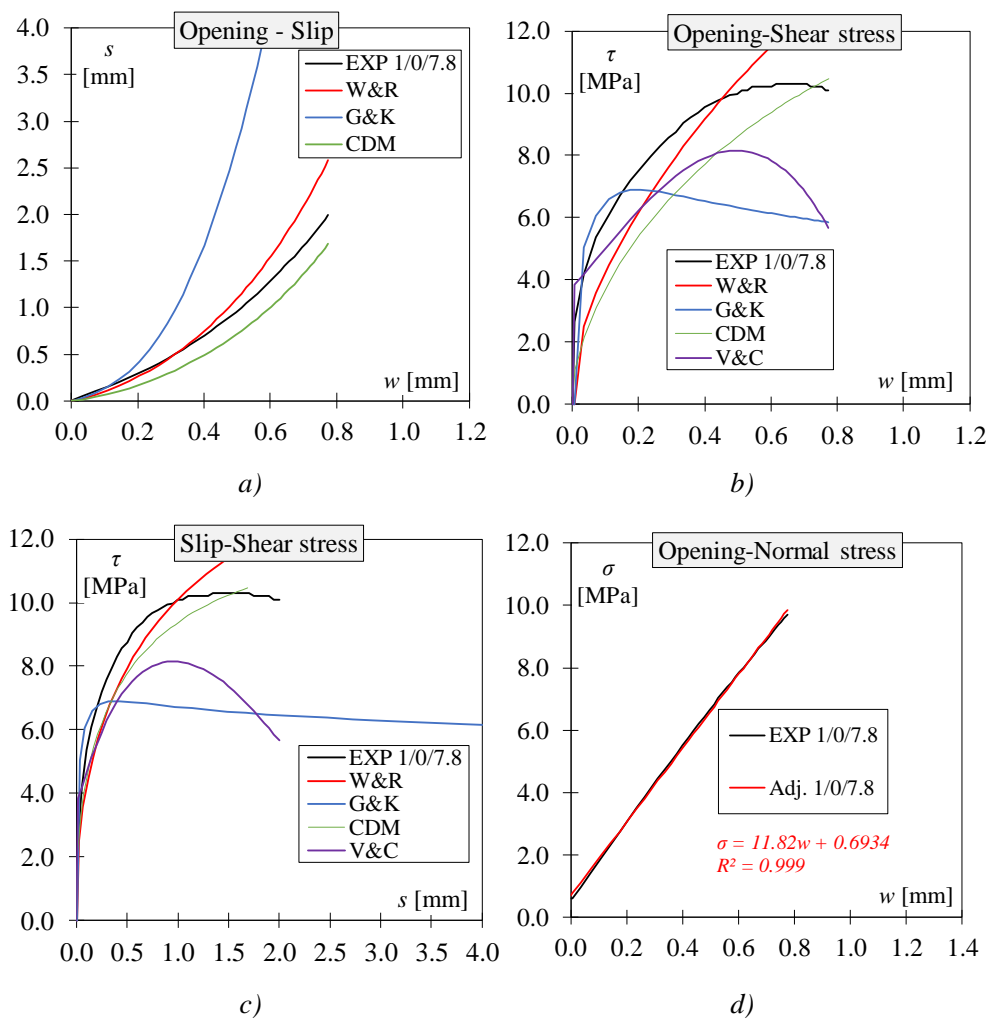 Opening - Slip
s
[mm]
4.0
3.5
3.0
2.5
2.0
1.5
1.0
0.5
0.0
EXP 1/0/7.8
W&R
G&K
CDM
w [mm]
0.0 0.2 0.4 0.6 0.8 1.0 1.2
a)
Opening-Shear stress
τ
[MPa]
12.0
10.0
8.0
6.0
4.0
2.0
0.0
EXP 1/0/7.8
W&R
G&K
CDM
V&C
w [mm]
0.0 0.2 0.4 0.6 0.8 1.0 1.2
b)
Slip-Shear stress
τ
[MPa]
12.0
10.0
8.0
6.0
4.0
2.0
0.0
EXP 1/0/7.8
W&R
G&K
CDM
V&C
s [mm]
0.0 0.5 1.0 1.5 2.0 2.5 3.0 3.5 4.0
c)
Opening-Normal stress
σ
[MPa]
12.0
10.0
8.0
6.0
4.0
2.0
0.0
EXP 1/0/7.8
Adj. 1/0/7.8
σ = 11.82w + 0.6934
R² = 0.999
w [mm]
0.0 0.2 0.4 0.6 0.8 1.0 1.2 1.4
d)